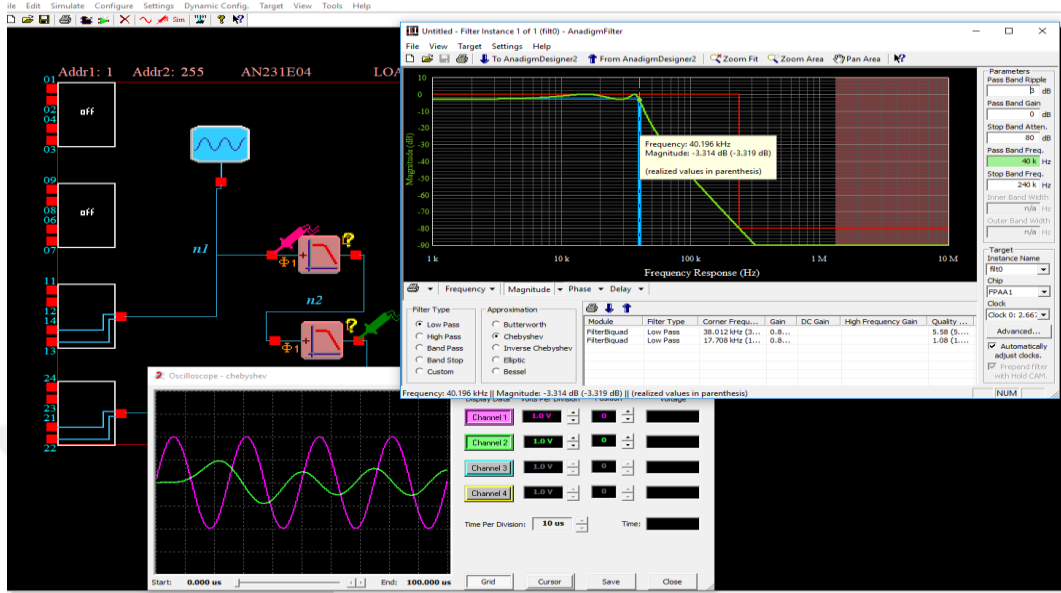 ile Edit Simulate Configure Settings Dynamic Config. Target View Tools Help
Sim
Addr1: 1 Addr2: 255 AN231E04 LOA
01
off
02
04
03
09
off
08
06
07
n1
Φ1
n2
Φ1
11
12
14
13
24
23
21
22
Untitled - Filter Instance 1 of 1 (filt0) - AnadigmFilter
File View Target Settings Help
To AnadigmDesigner2 From AnadigmDesigner2 Zoom Fit Zoom Area Pan Area
10
0
-10
-20
-30
-40
-50
-60
-70
-80
-90
Magnitude (dB)
Frequency: 40.196 kHz
Magnitude: -3.314 dB (-3.319 dB)
(realized values in parenthesis)
1 k 10 k 100 k 1 M 10 M
Frequency Response (Hz)
Parameters
Pass Band Ripple
3 dB
Pass Band Gain
0 dB
Stop Band Atten.
80 dB
Pass Band Freq.
40 k Hz
Stop Band Freq.
240 k Hz
Inner Band Width
n/a Hz
Outer Band Width
n/a Hz
Target
Instance Name
filt0
Chip
FPAA1
Clock
Clock 0: 2.667
Advanced...
Automatically
adjust docks.
Prepend filter
with Hold CAM.
Frequency Magnitude Phase Delay
Filter Type
Low Pass
High Pass
Band Pass
Band Stop
Custom
Approximation
Butterworth
Chebyshev
Inverse Chebyshev
Elliptic
Bessel
Module Filter Type Corner Frequ... Gain DC Gain High Frequency Gain Quality ...
FilterBiquad Low Pass 38.012 kHz (3... 0.8... 5.58 (5....
FilterBiquad Low Pass 17.708 kHz (1... 0.8... 1.08 (1....
Frequency: 40.196 kHz || Magnitude: -3.314 dB (-3.319 dB) || (realized values in parenthesis)
NUM
Oscilloscope - chebyshev
Display Data Volts Per Division Position Voltage
Channel 1 1.0 V 0
Channel 2 1.0 V 0
Channel 3 1.0 V 0
Channel 4 1.0 V 0
Time Per Division: 10 us Time:
Start: 0.000 us End: 100.000 us
Grid Cursor Save Close